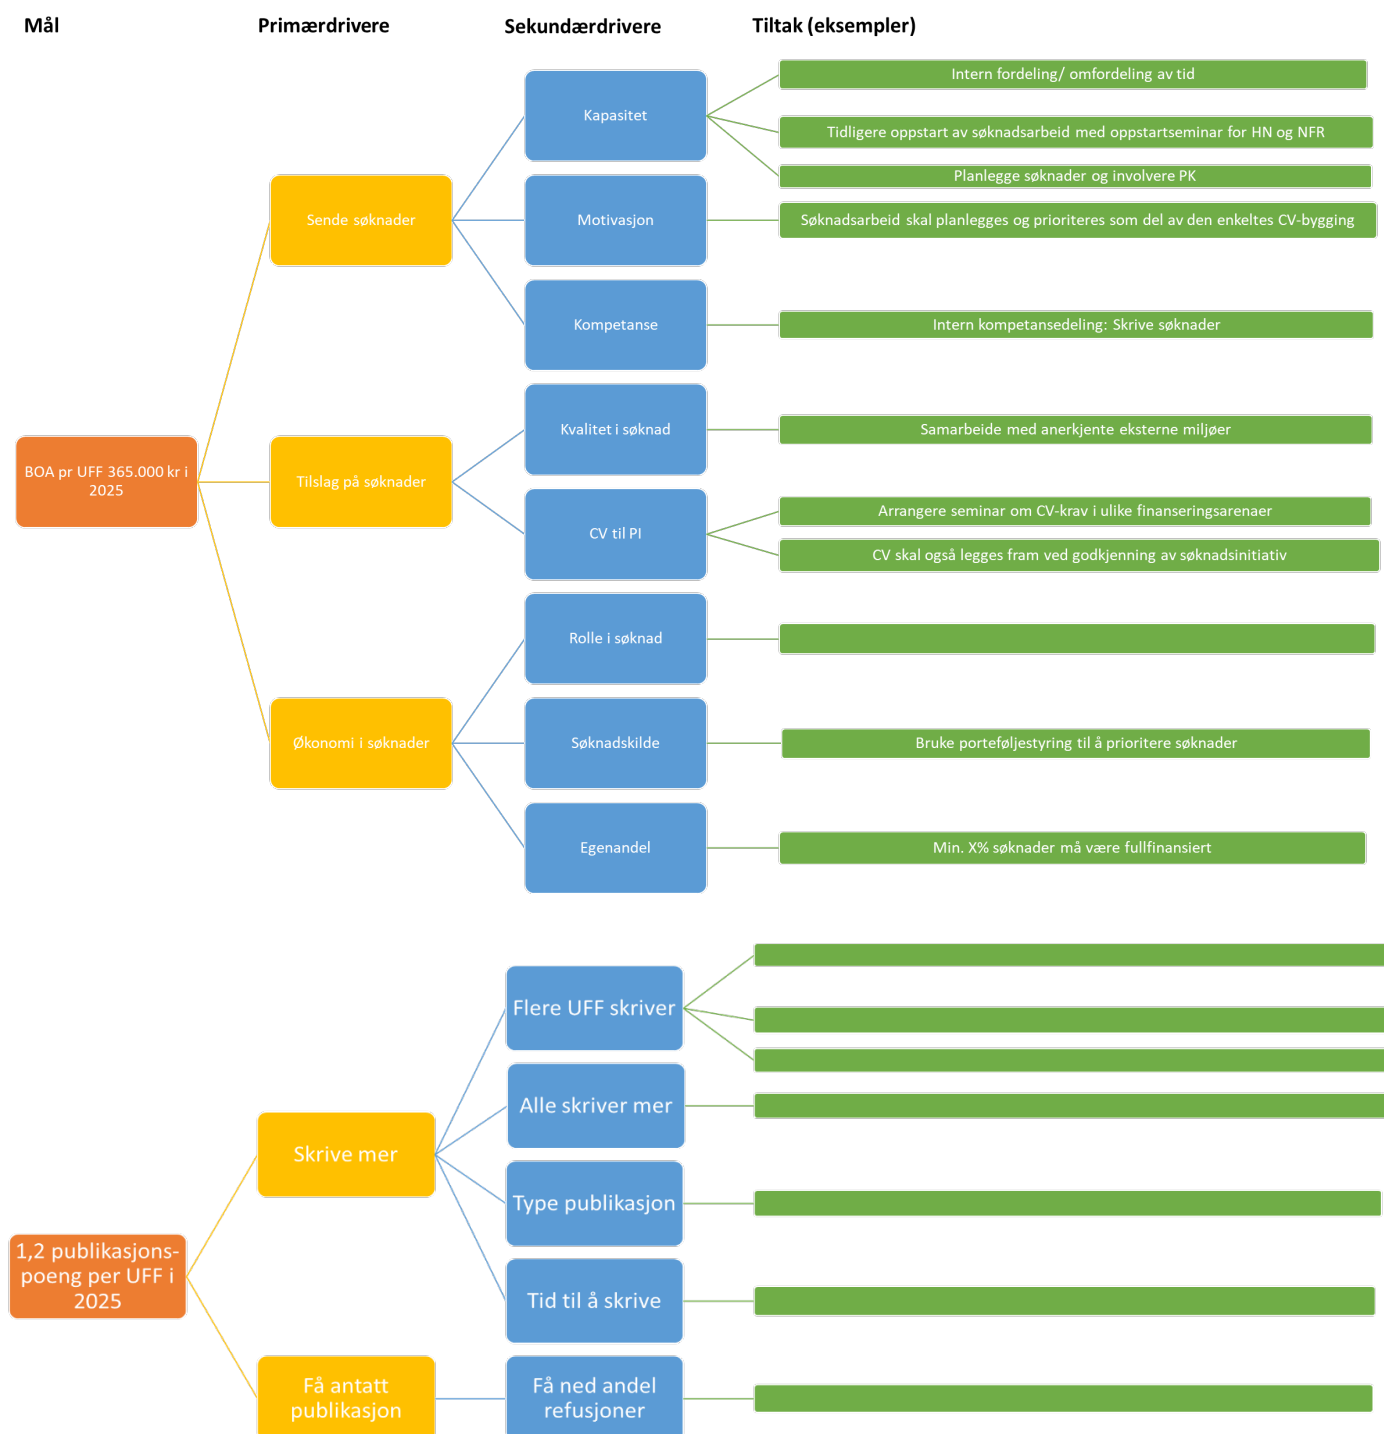 Mål
Primærdrivere
Sekundærdrivere
Tiltak (eksempler)
BOA pr UFF 365.000 kr i
2025
Sende søknader
Kapasitet
Intern fordeling/ omfordeling av tid
Tidligere oppstart av søknadsarbeid med oppstartseminar for HN og NFR
Planlegge søknader og involvere PK
Motivasjon
Søknadsarbeid skal planlegges og prioriteres som del av den enkeltes CV-bygging
Kompetanse
Intern kompetansedeling: Skrive søknader
Tilslag på søknader
Kvalitet i søknad
Samarbeide med anerkjente eksterne miljøer
CV til PI
Arrangere seminar om CV-krav i ulike finanseringsarenaer
CV skal også legges fram ved godkjenning av søknadsinitiativ
Økonomi i søknader
Rolle i søknad
Søknadskilde
Bruke porteføljestyring til å prioritere søknader
Egenandel
Min. X% søknader må være fullfinansiert
1,2 publikasjons-
poeng per UFF i
2025
Skrive mer
Flere UFF skriver
Alle skriver mer
Type publikasjon
Tid til å skrive
Få antatt
publikasjon
Få ned andel
refusjoner